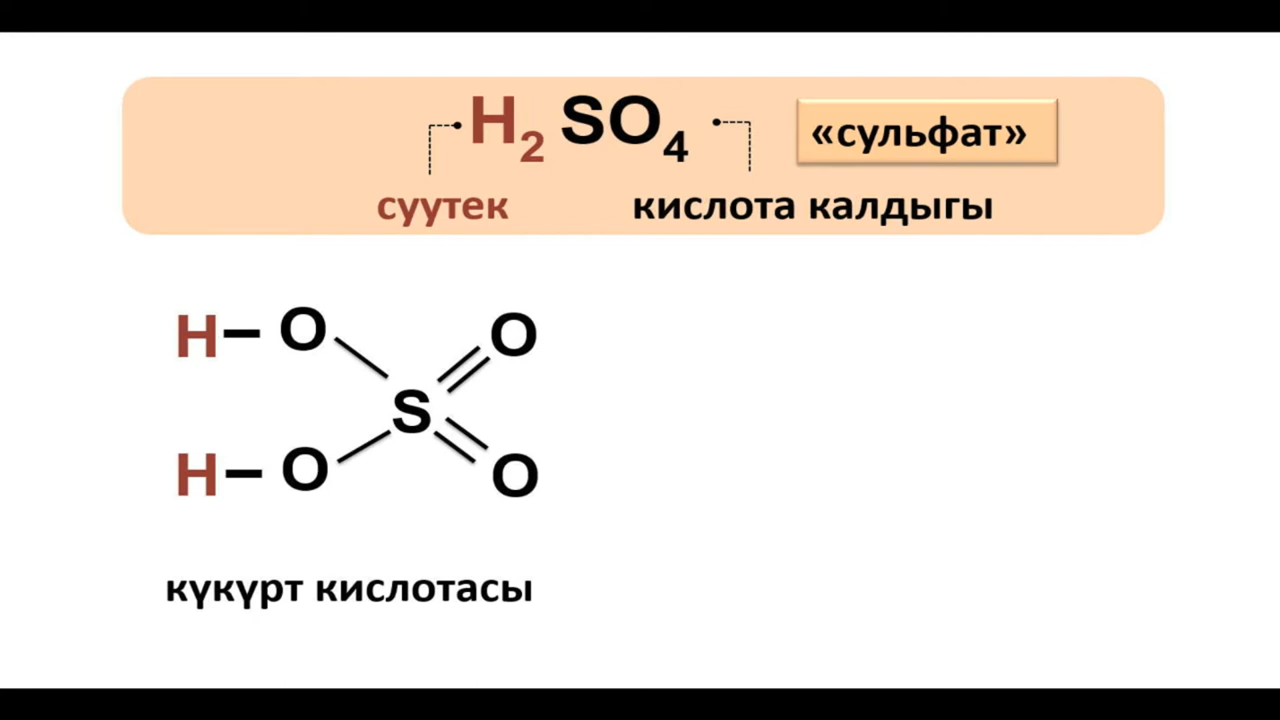 H₂SO₄ «сульфат»
суутек кислота калдыгы
H – O O
S
H – O O
күкүрт кислотасы